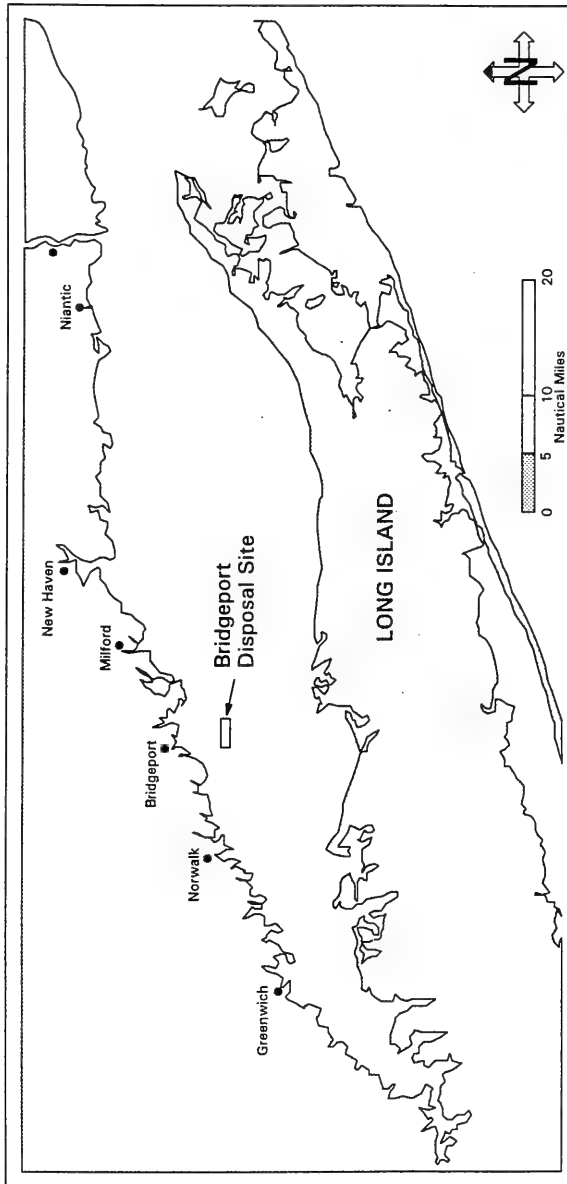 Niantic
New Haven
Milford
Bridgeport
Norwalk
Greenwich
Bridgeport
Disposal Site
LONG ISLAND
N
0 5 10 20
Nautical Miles